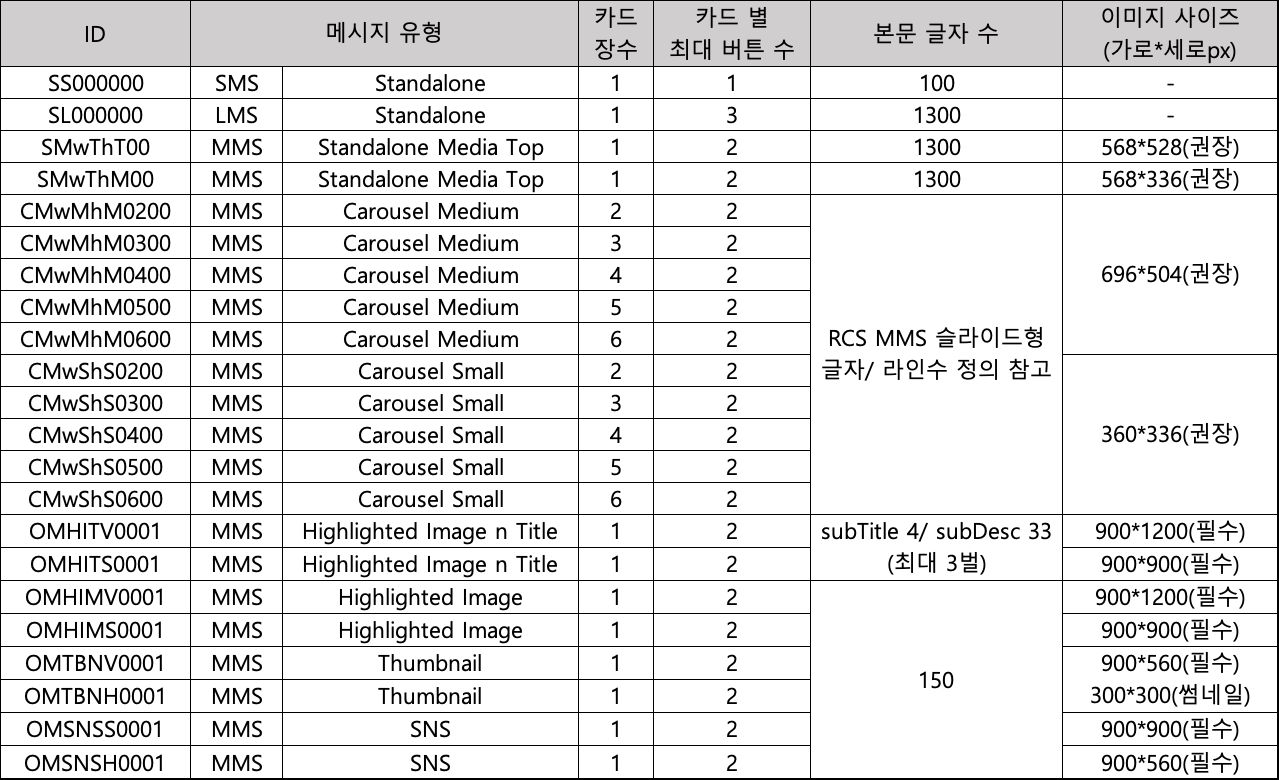 ID 메시지 유형 카드 장수 카드 별 최대 버튼 수 본문 글자 수 이미지 사이즈 (가로*세로px)
SS000000 SMS Standalone 1 1 100 -
SL000000 LMS Standalone 1 3 1300 -
SMwThT00 MMS Standalone Media Top 1 2 1300 568*528(권장)
SMwThM00 MMS Standalone Media Top 1 2 1300 568*336(권장)
CMwMhM0200 MMS Carousel Medium 2 2
CMwMhM0300 MMS Carousel Medium 3 2
CMwMhM0400 MMS Carousel Medium 4 2 696*504(권장)
CMwMhM0500 MMS Carousel Medium 5 2
CMwMhM0600 MMS Carousel Medium 6 2 RCS MMS 슬라이드형
CMwShS0200 MMS Carousel Small 2 2 글자/ 라인수 정의 참고
CMwShS0300 MMS Carousel Small 3 2
CMwShS0400 MMS Carousel Small 4 2 360*336(권장)
CMwShS0500 MMS Carousel Small 5 2
CMwShS0600 MMS Carousel Small 6 2
OMHITV0001 MMS Highlighted Image n Title 1 2 subTitle 4/ subDesc 33 900*1200(필수)
OMHITS0001 MMS Highlighted Image n Title 1 2 (최대 3벌) 900*900(필수)
OMHIMV0001 MMS Highlighted Image 1 2 900*1200(필수)
OMHIMS0001 MMS Highlighted Image 1 2 900*900(필수)
OMTBNV0001 MMS Thumbnail 1 2 150 900*560(필수)
OMTBNH0001 MMS Thumbnail 1 2 300*300(썸네일)
OMSNSS0001 MMS SNS 1 2 900*900(필수)
OMSNSH0001 MMS SNS 1 2 900*560(필수)